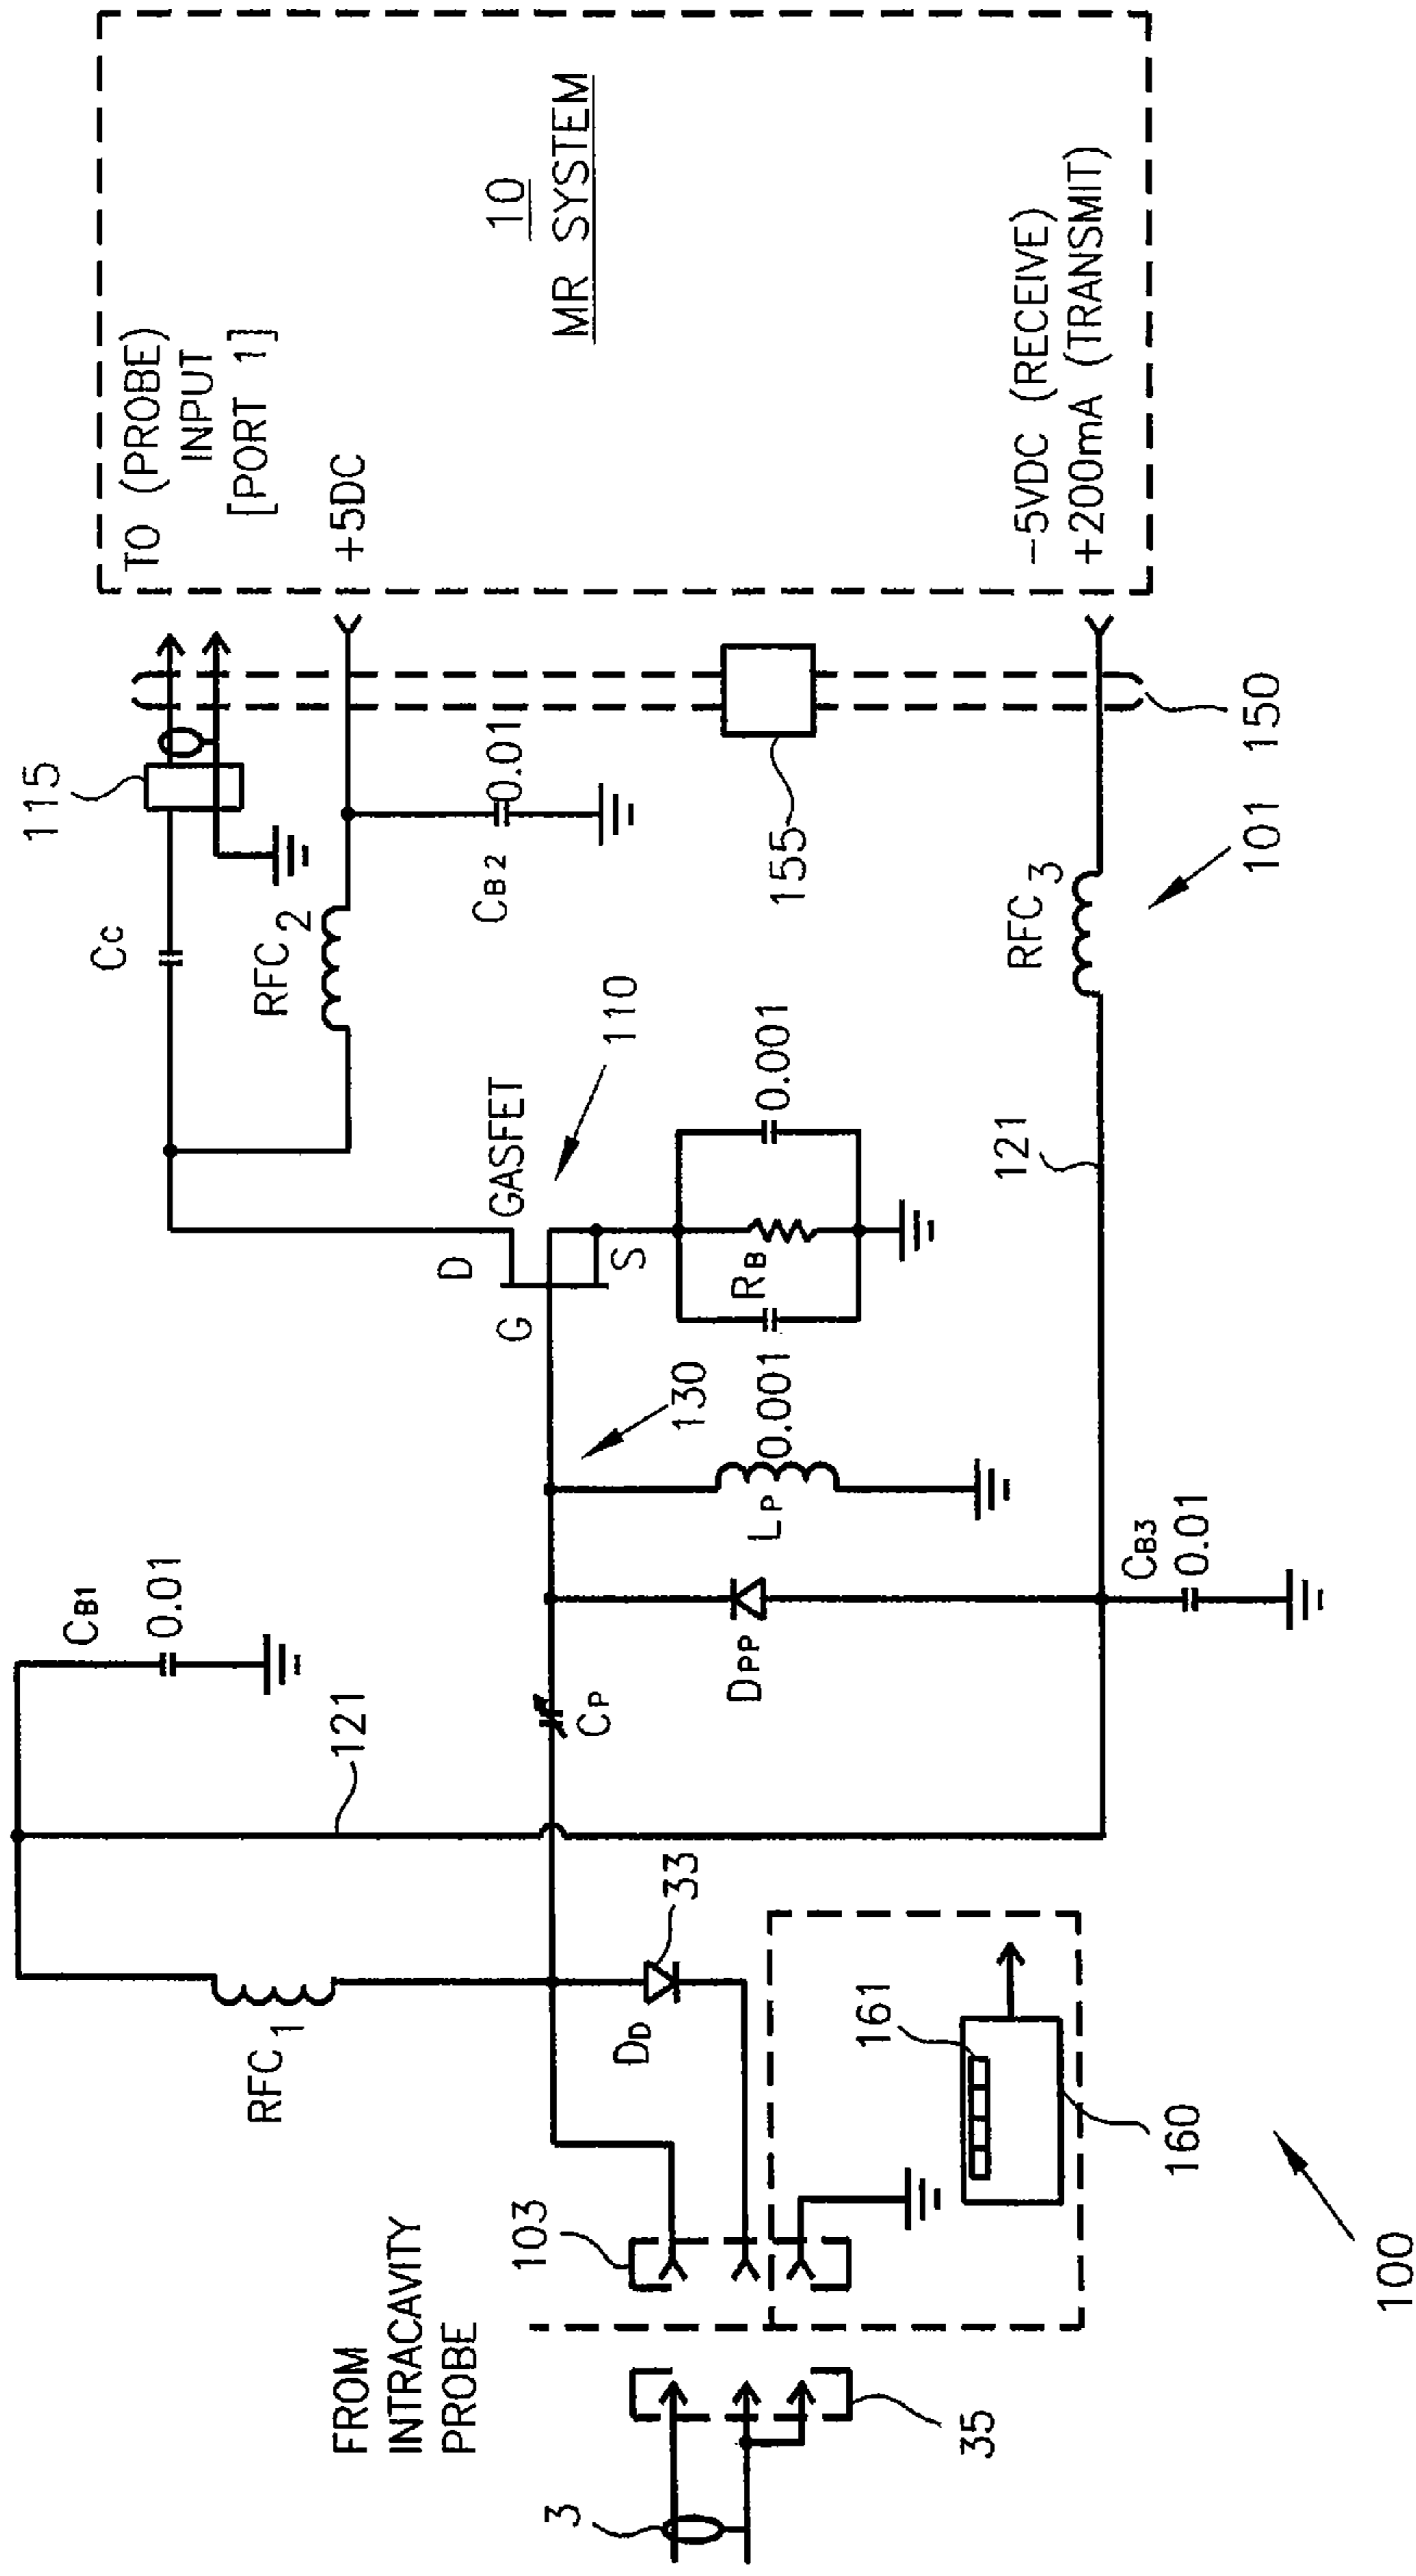 FROM
INTRACAVITY
PROBE
3
35
103
100
160
161
33
DD
RFC1
121
CB1
0.01
CP
DPP
LP
CB3
0.01
130
0.001
RB
0.001
G
D
S
GASFET
110
121
RFC3
101
RFC2
CC
CB2
0.01
115
155
150
TO (PROBE)
INPUT
[PORT 1]
+5DC
10
MR SYSTEM
-5VDC (RECEIVE)
+200mA (TRANSMIT)